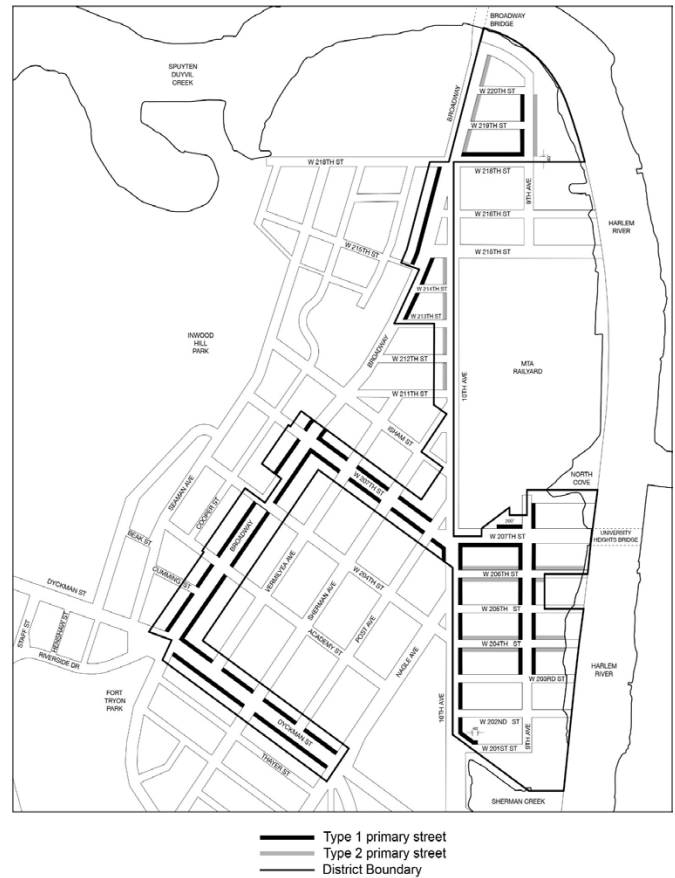 BROADWAY
BRIDGE
SPUYTEN
DUYVIL
CREEK
W 220TH ST
BROADWAY
W 219TH ST
W 218TH ST
W 218TH ST
9TH AVE
W 216TH ST
HARLEM
RIVER
W 215TH ST
W 215TH ST
W 214TH ST
W 213TH ST
INWOOD
HILL
PARK
BROADWAY
W 212TH ST
MTA
RAILYARD
10TH AVE
W 211TH ST
ISHAM ST
SEAMAN AVE
W 207TH ST
NORTH
COVE
COOPER ST
200'
BROADWAY
W 207TH ST
UNIVERSITY
HEIGHTS BRIDGE
BEAK ST
VERMILYEA AVE
W 206TH ST
CUMMING ST
W 204TH ST
DYCKMAN ST
SHERMAN AVE
W 205TH ST
STAFF ST
HENSHAW ST
ACADEMY ST
POST AVE
W 204TH ST
RIVERSIDE DR
NAGLE AVE
HARLEM
RIVER
W 203RD ST
FORT
TRYON
PARK
10TH AVE
DYCKMAN ST
W 202ND ST
9TH AVE
W 201ST ST
THAYER ST
SHERMAN CREEK
Type 1 primary street
Type 2 primary street
District Boundary